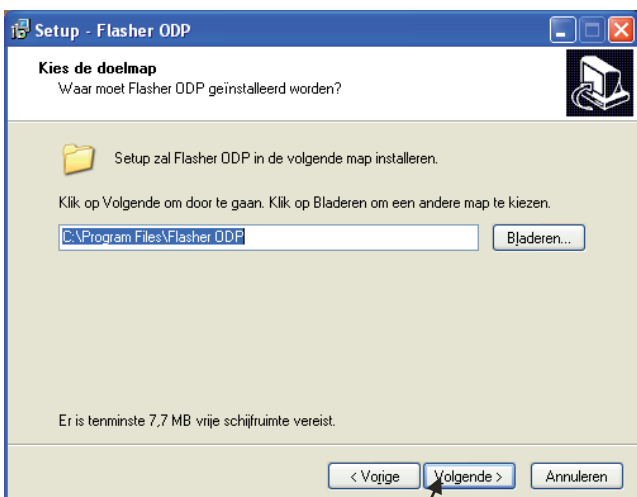 Setup - Flasher ODP
Kies de doelmap
Waar moet Flasher ODP geïnstalleerd worden?
Setup zal Flasher ODP in de volgende map installeren.
Klik op Volgende om door te gaan. Klik op Bladeren om een andere map te kiezen.
C:\Program Files\Flasher ODP
Bladeren...
Er is tenminste 7,7 MB vrije schijfruimte vereist.
< Vorige
Volgende >
Annuleren